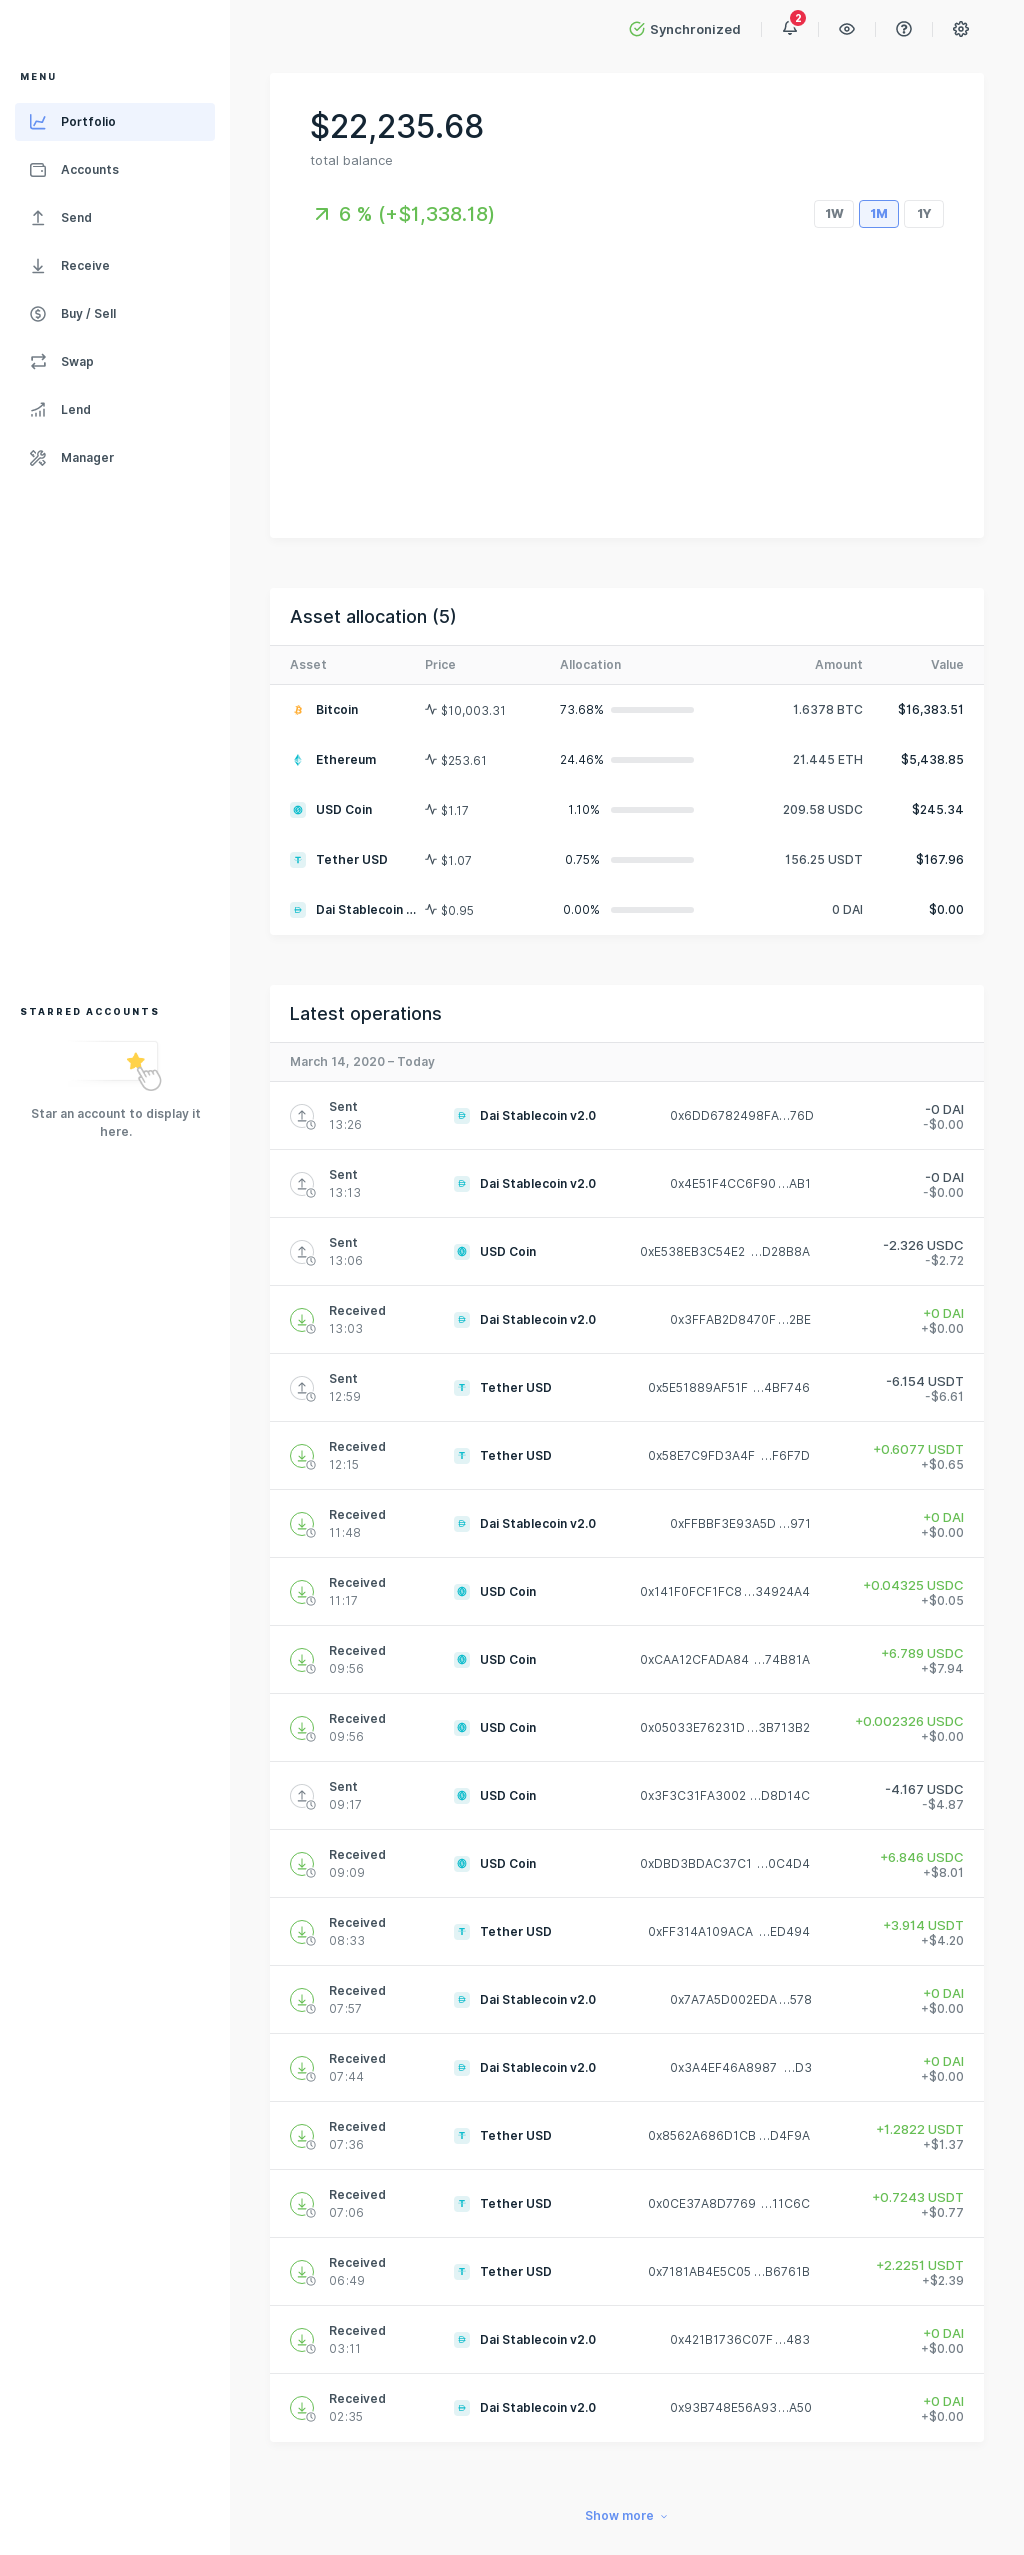 Synchronized
2
MENU
Portfolio
Accounts
Send
Receive
Buy / Sell
Swap
Lend
Manager
STARRED ACCOUNTS
Star an account to display it
here.
$22,235.68
total balance
6 % (+$1,338.18)
1W 1M 1Y
Asset allocation (5)
Asset Price Allocation Amount Value
Bitcoin $10,003.31 73.68% 1.6378 BTC $16,383.51
Ethereum $253.61 24.46% 21.445 ETH $5,438.85
USD Coin $1.17 1.10% 209.58 USDC $245.34
Tether USD $1.07 0.75% 156.25 USDT $167.96
Dai Stablecoin ... $0.95 0.00% 0 DAI $0.00
Latest operations
March 14, 2020 – Today
Sent Dai Stablecoin v2.0 0x6DD6782498FA…76D -0 DAI
13:26 -$0.00
Sent Dai Stablecoin v2.0 0x4E51F4CC6F90…AB1 -0 DAI
13:13 -$0.00
Sent USD Coin 0xE538EB3C54E2 …D28B8A -2.326 USDC
13:06 -$2.72
Received Dai Stablecoin v2.0 0x3FFAB2D8470F…2BE +0 DAI
13:03 +$0.00
Sent Tether USD 0x5E51889AF51F …4BF746 -6.154 USDT
12:59 -$6.61
Received Tether USD 0x58E7C9FD3A4F …F6F7D +0.6077 USDT
12:15 +$0.65
Received Dai Stablecoin v2.0 0xFFBBF3E93A5D …971 +0 DAI
11:48 +$0.00
Received USD Coin 0x141F0FCF1FC8…34924A4 +0.04325 USDC
11:17 +$0.05
Received USD Coin 0xCAA12CFADA84 …74B81A +6.789 USDC
09:56 +$7.94
Received USD Coin 0x05033E76231D…3B713B2 +0.002326 USDC
09:56 +$0.00
Sent USD Coin 0x3F3C31FA3002 …D8D14C -4.167 USDC
09:17 -$4.87
Received USD Coin 0xDBD3BDAC37C1 …0C4D4 +6.846 USDC
09:09 +$8.01
Received Tether USD 0xFF314A109ACA …ED494 +3.914 USDT
08:33 +$4.20
Received Dai Stablecoin v2.0 0x7A7A5D002EDA…578 +0 DAI
07:57 +$0.00
Received Dai Stablecoin v2.0 0x3A4EF46A8987 …D3 +0 DAI
07:44 +$0.00
Received Tether USD 0x8562A686D1CB …D4F9A +1.2822 USDT
07:36 +$1.37
Received Tether USD 0x0CE37A8D7769 …11C6C +0.7243 USDT
07:06 +$0.77
Received Tether USD 0x7181AB4E5C05 …B6761B +2.2251 USDT
06:49 +$2.39
Received Dai Stablecoin v2.0 0x421B1736C07F…483 +0 DAI
03:11 +$0.00
Received Dai Stablecoin v2.0 0x93B748E56A93…A50 +0 DAI
02:35 +$0.00
Show more